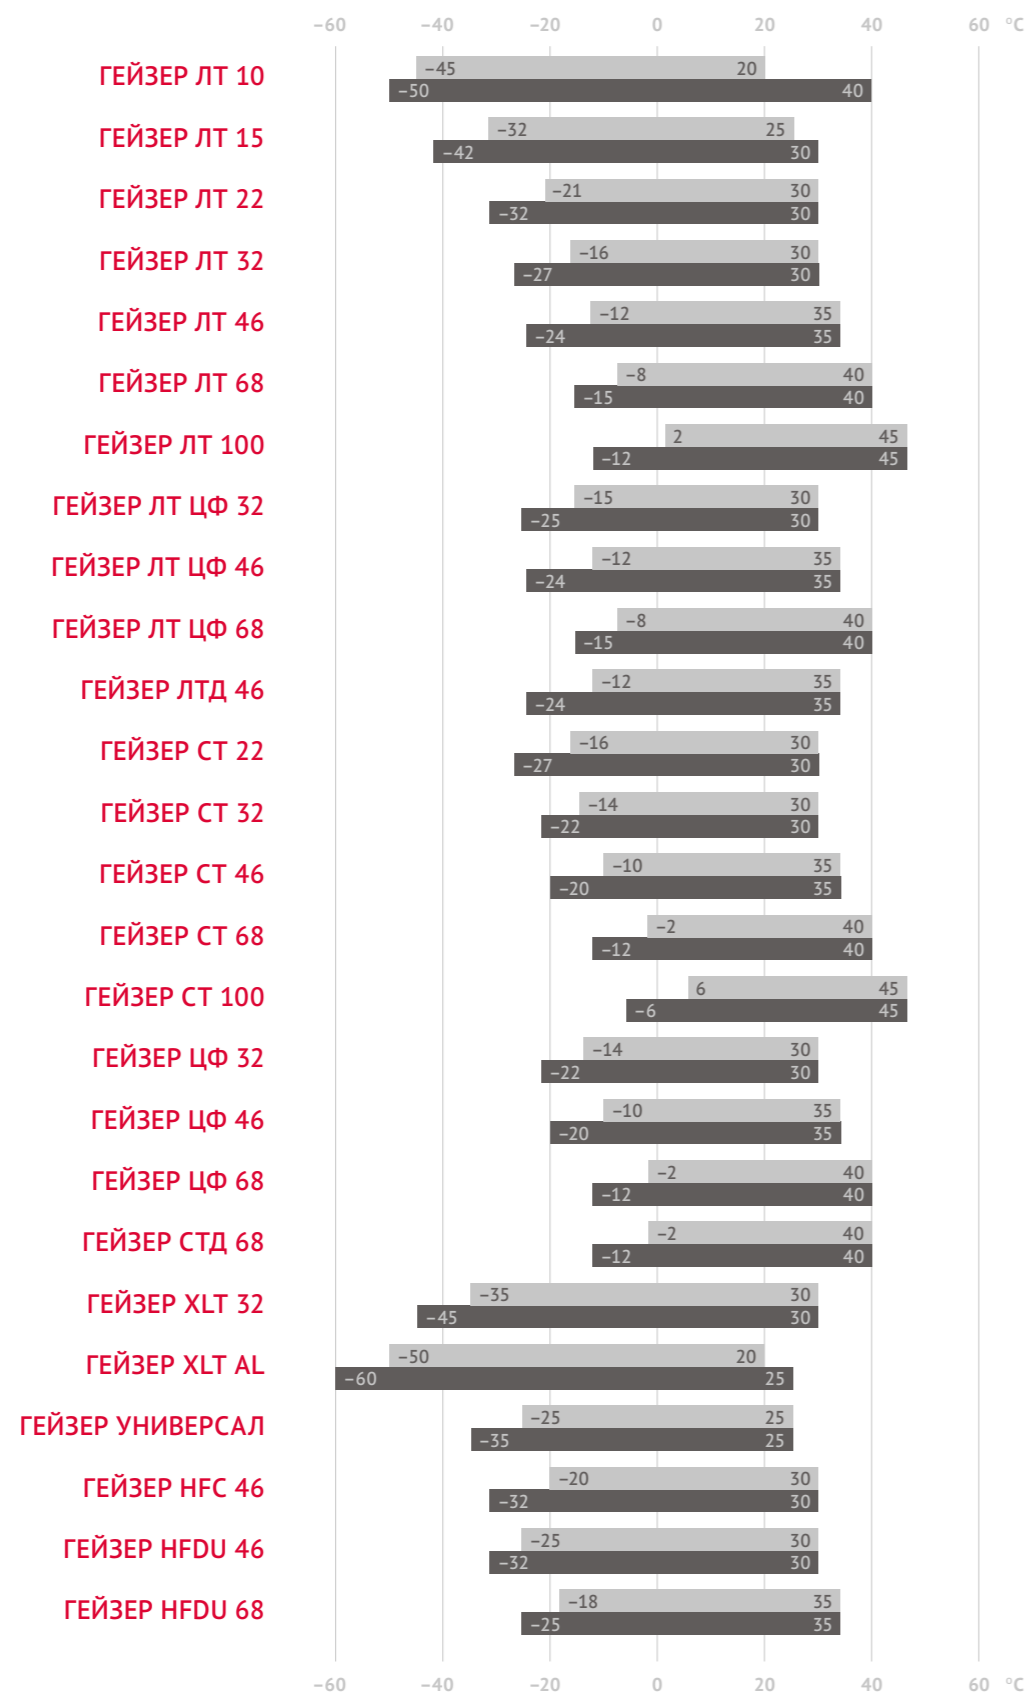 −60 −40 −20 0 20 40 60 °C
ГЕЙЗЕР ЛТ 10 −45 20
−50 40
ГЕЙЗЕР ЛТ 15 −32 25
−42 30
ГЕЙЗЕР ЛТ 22 −21 30
−32 30
ГЕЙЗЕР ЛТ 32 −16 30
−27 30
ГЕЙЗЕР ЛТ 46 −12 35
−24 35
ГЕЙЗЕР ЛТ 68 −8 40
−15 40
ГЕЙЗЕР ЛТ 100 2 45
−12 45
ГЕЙЗЕР ЛТ ЦФ 32 −15 30
−25 30
ГЕЙЗЕР ЛТ ЦФ 46 −12 35
−24 35
ГЕЙЗЕР ЛТ ЦФ 68 −8 40
−15 40
ГЕЙЗЕР ЛТД 46 −12 35
−24 35
ГЕЙЗЕР СТ 22 −16 30
−27 30
ГЕЙЗЕР СТ 32 −14 30
−22 30
ГЕЙЗЕР СТ 46 −10 35
−20 35
ГЕЙЗЕР СТ 68 −2 40
−12 40
ГЕЙЗЕР СТ 100 6 45
−6 45
ГЕЙЗЕР ЦФ 32 −14 30
−22 30
ГЕЙЗЕР ЦФ 46 −10 35
−20 35
ГЕЙЗЕР ЦФ 68 −2 40
−12 40
ГЕЙЗЕР СТД 68 −2 40
−12 40
ГЕЙЗЕР XLT 32 −35 30
−45 30
ГЕЙЗЕР XLT AL −50 20
−60 25
ГЕЙЗЕР УНИВЕРСАЛ −25 25
−35 25
ГЕЙЗЕР HFC 46 −20 30
−32 30
ГЕЙЗЕР HFDU 46 −25 30
−32 30
ГЕЙЗЕР HFDU 68 −18 35
−25 35
−60 −40 −20 0 20 40 60 °C